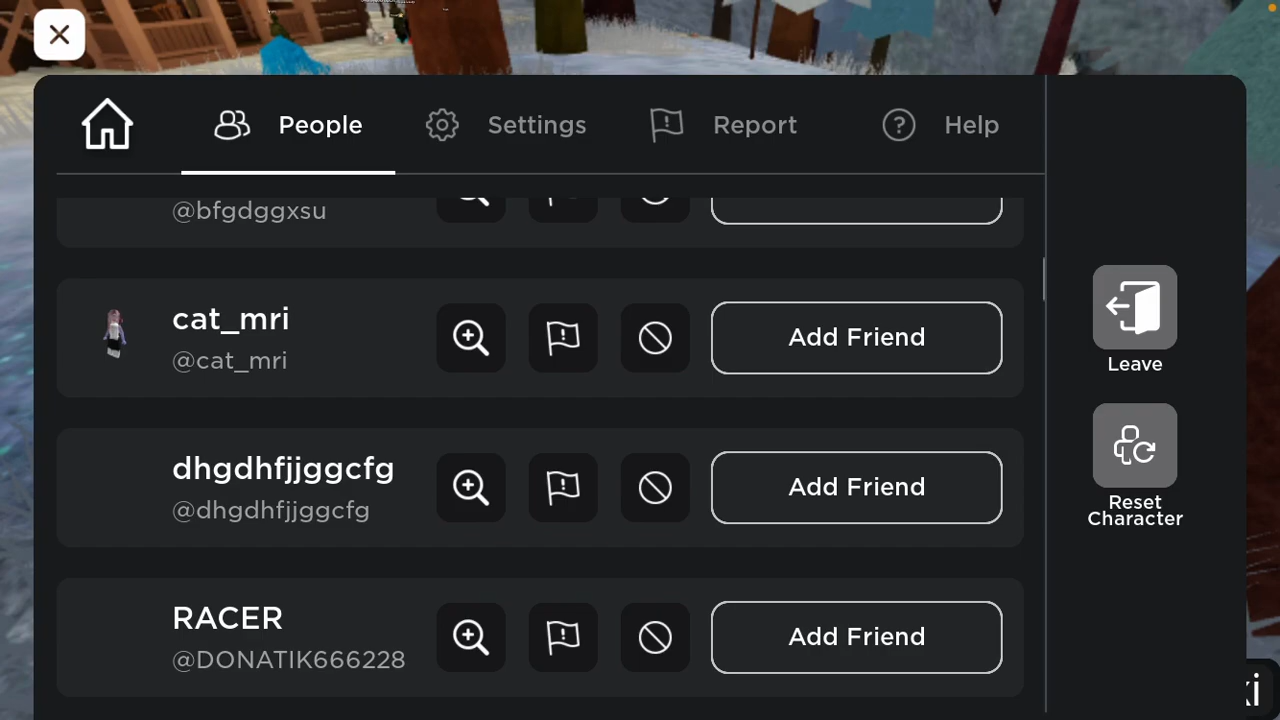 People
Settings
Report
Help
@bfgdggxsu
cat_mri
@cat_mri
Add Friend
dhgdhfjjggcfg
@dhgdhfjjggcfg
Add Friend
RACER
@DONATIK666228
Add Friend
Leave
Reset
Character